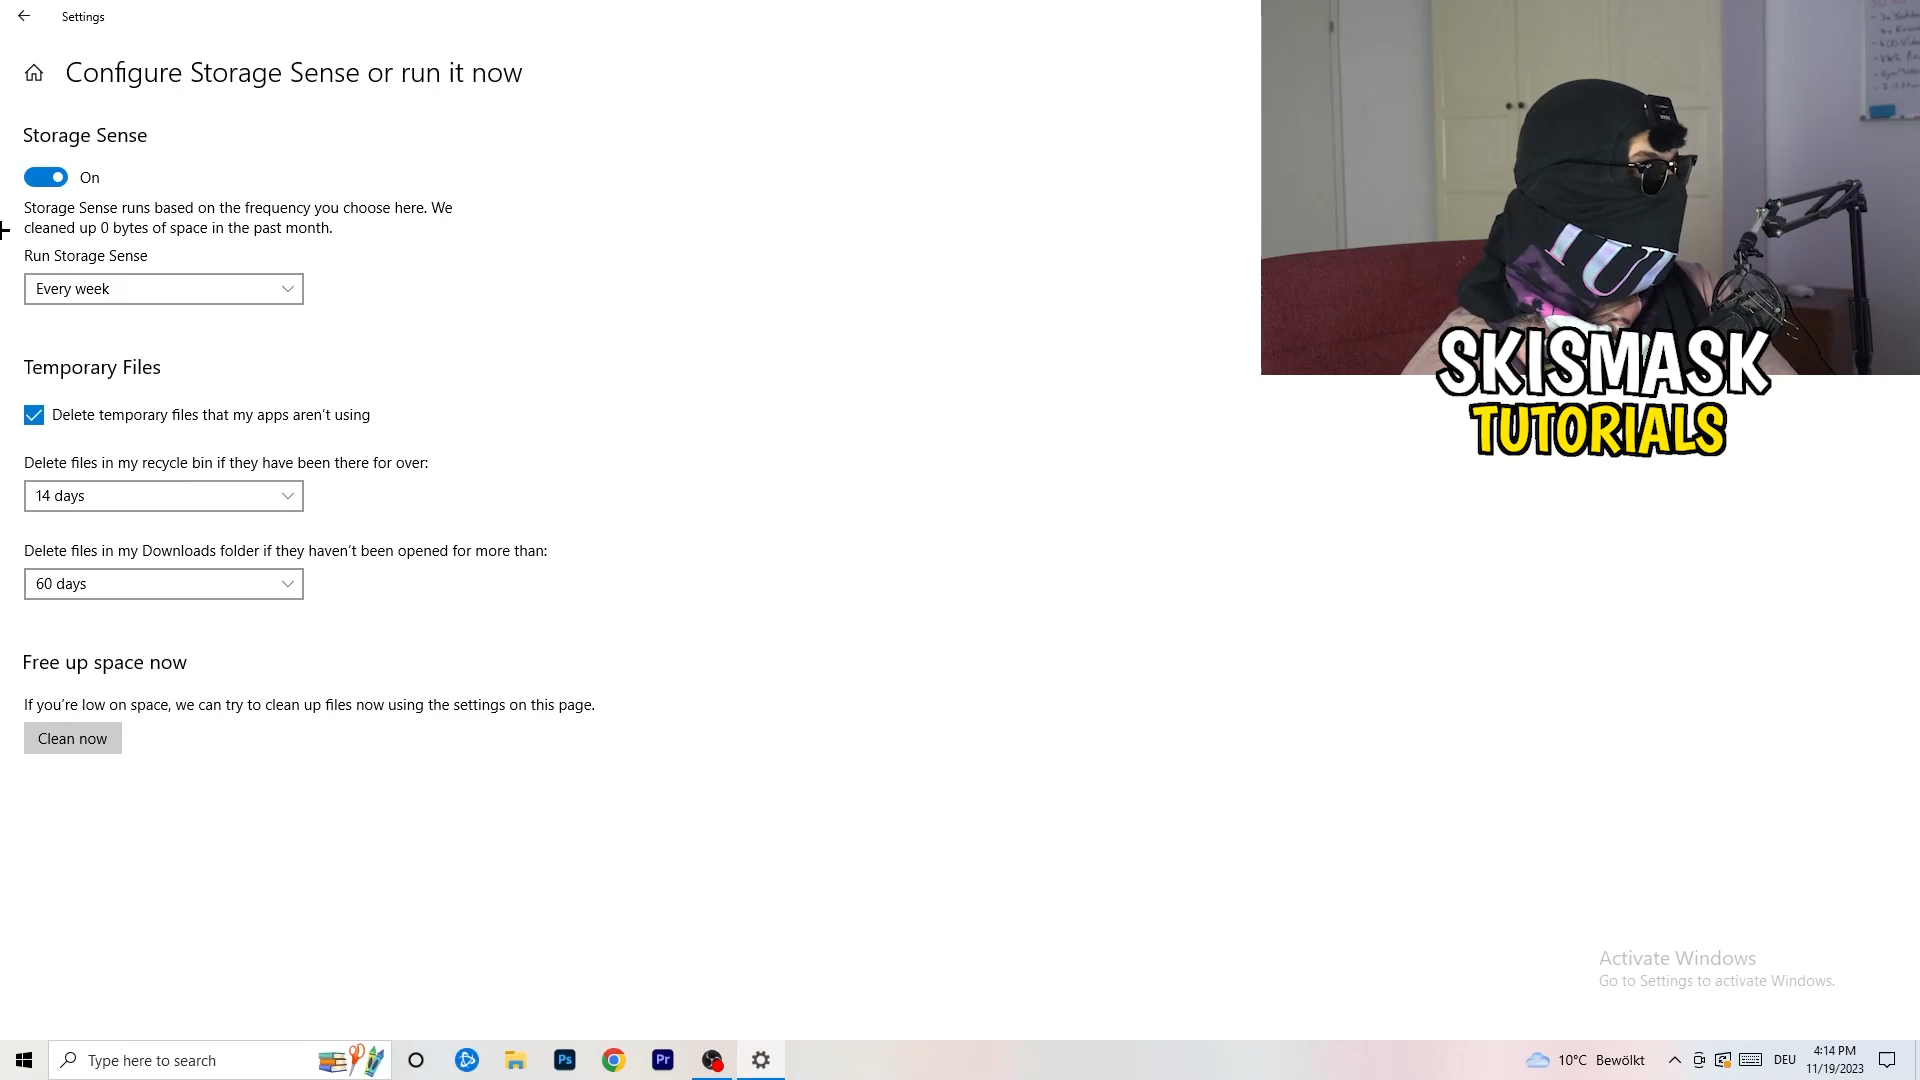 Settings
Configure Storage Sense or run it now
Storage Sense
On
Storage Sense runs based on the frequency you choose here. We
cleaned up 0 bytes of space in the past month.
Run Storage Sense
Every week
Temporary Files
Delete temporary files that my apps aren't using
Delete files in my recycle bin if they have been there for over:
14 days
Delete files in my Downloads folder if they haven't been opened for more than:
60 days
Free up space now
If you're low on space, we can try to clean up files now using the settings on this page.
Clean now
SKISMASK
TUTORIALS
Activate Windows
Go to Settings to activate Windows.
Type here to search
Ps
Pr
10°C Bewölkt
DEU
4:14 PM
11/19/2023